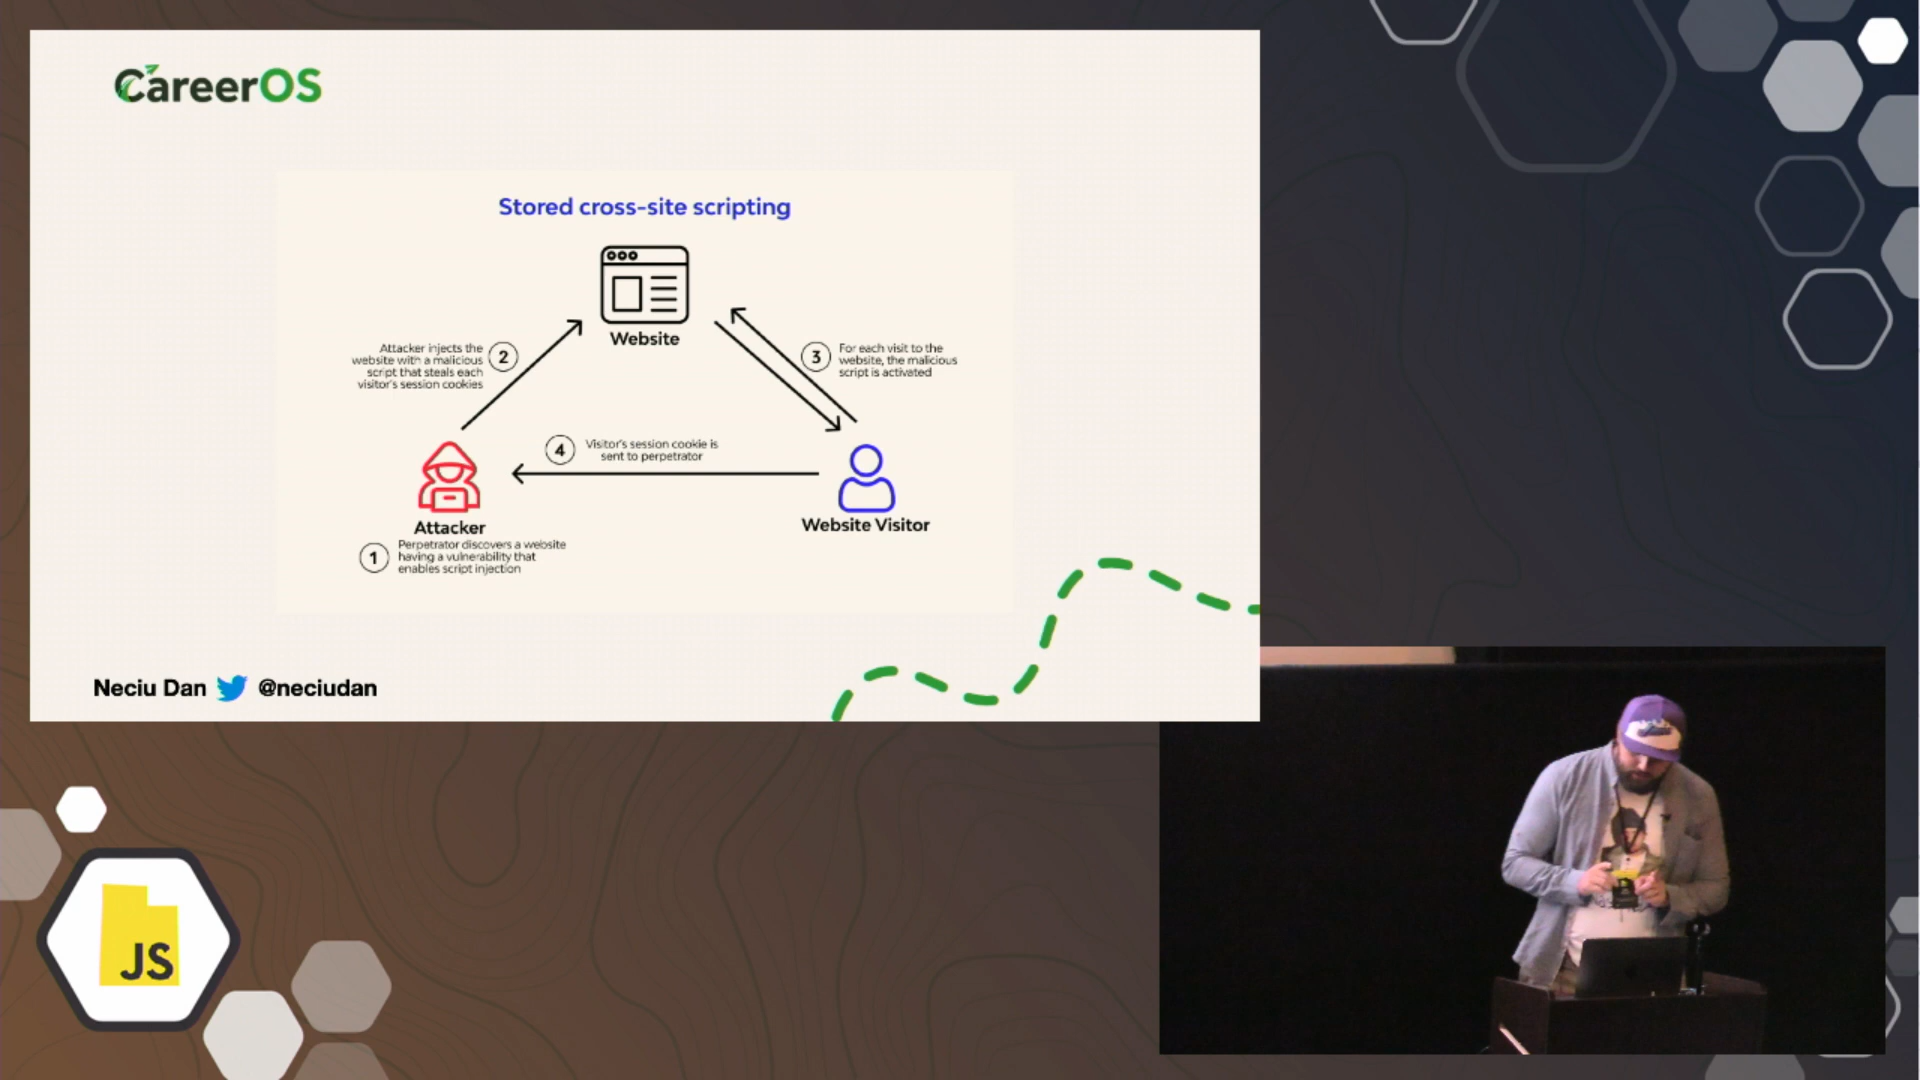 CareerOS
Stored cross-site scripting
Website
Attacker injects the
website with a malicious
script that steals each
visitor's session cookies
2
3
For each visit to the
website, the malicious
script is activated
4
Visitor's session cookie is
sent to perpetrator
Attacker
Website Visitor
1
Perpetrator discovers a website
having a vulnerability that
enables script injection
Neciu Dan @neciudan
JS